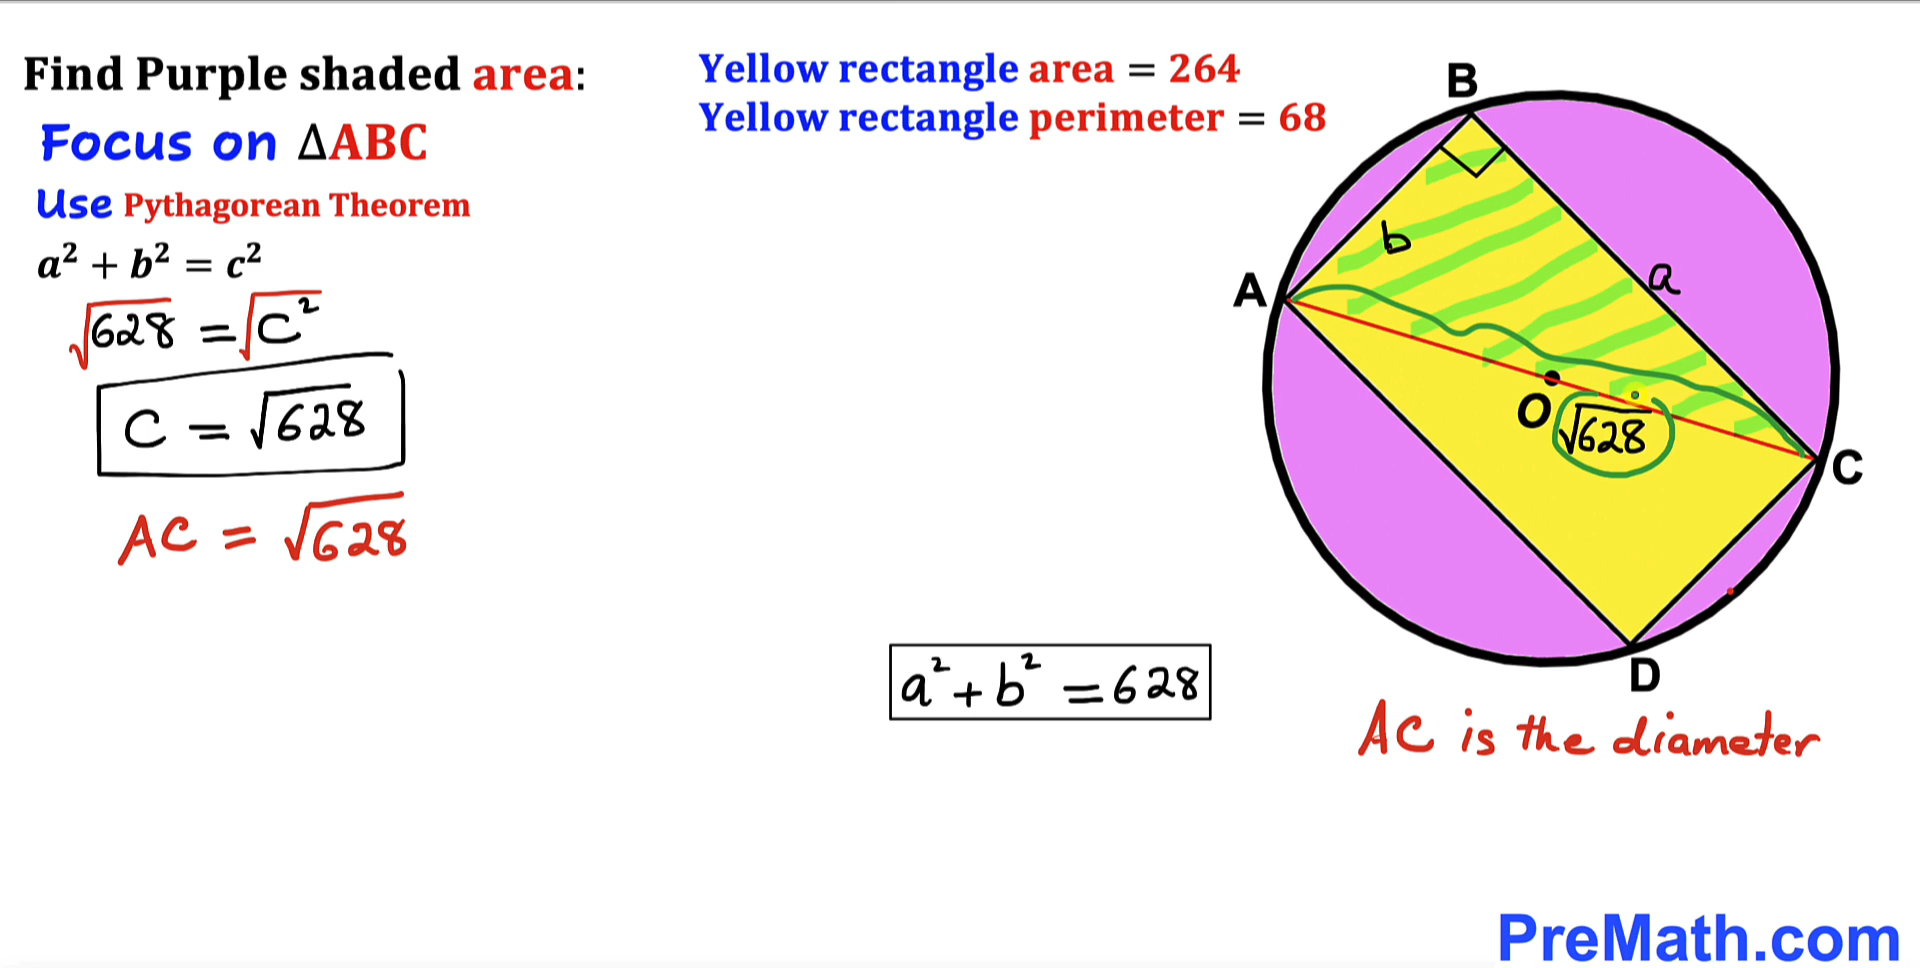 Find Purple shaded area:
Focus on ΔABC
Use Pythagorean Theorem
a² + b² = c²
√628 = √c²
c = √628
AC = √628
Yellow rectangle area = 264
Yellow rectangle perimeter = 68
B
b
a
A
O
√628
C
D
a² + b² = 628
AC is the diameter
PreMath.com